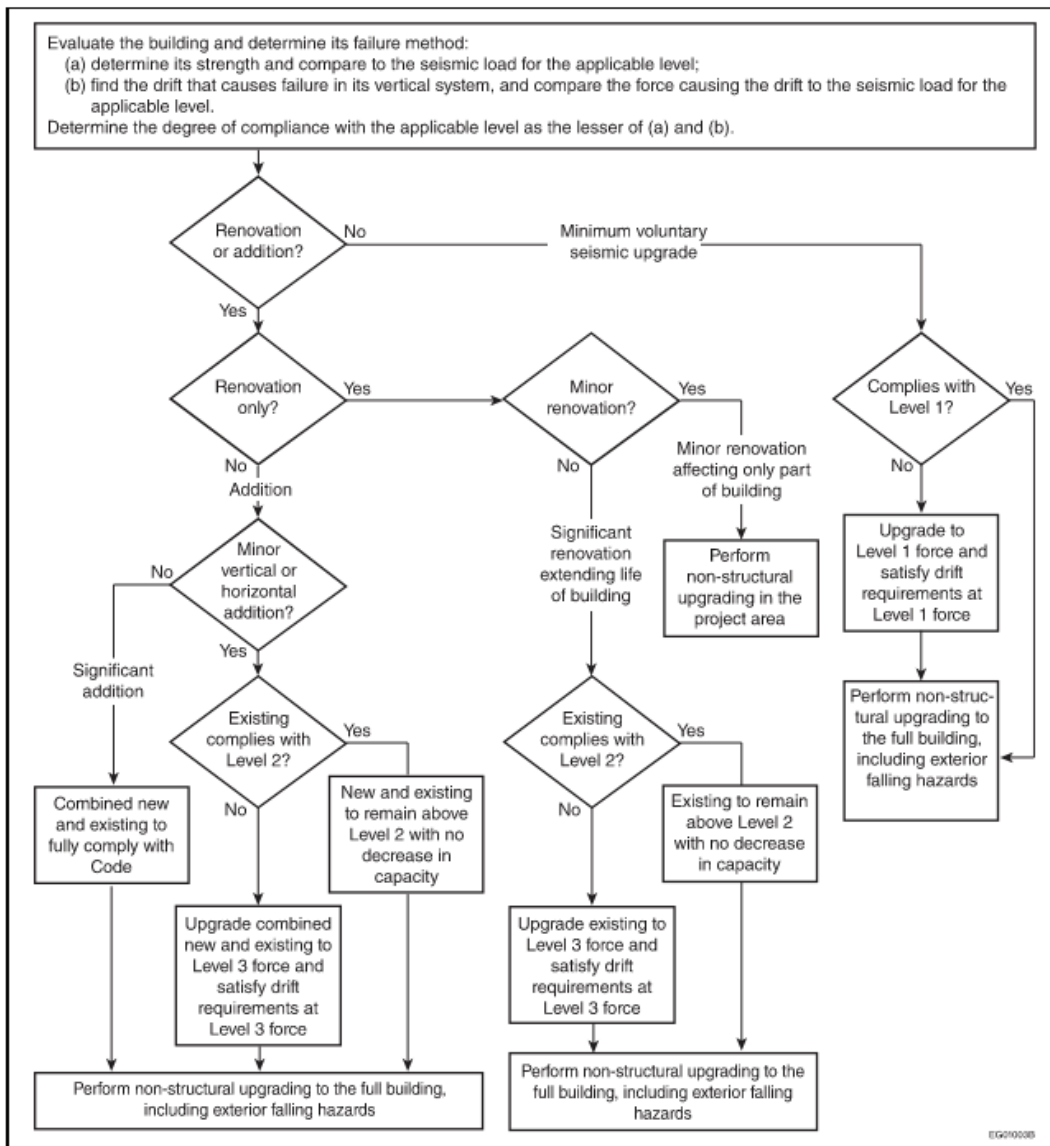 Evaluate the building and determine its failure method:
(a) determine its strength and compare to the seismic load for the applicable level;
(b) find the drift that causes failure in its vertical system, and compare the force causing the drift to the seismic load for the
applicable level.
Determine the degree of compliance with the applicable level as the lesser of (a) and (b).
Renovation
or addition?
No
Minimum voluntary
seismic upgrade
Yes
Renovation
only?
Yes
Minor
renovation?
Yes
Complies with
Level 1?
Yes
No
Addition
No
Minor renovation
affecting only part
of building
No
Minor
vertical or
horizontal
addition?
No
Significant
renovation
extending life
of building
Perform
non-structural
upgrading in the
project area
Upgrade to
Level 1 force and
satisfy drift
requirements at
Level 1 force
Yes
Significant
addition
Existing
complies with
Level 2?
Yes
Existing
complies with
Level 2?
Yes
Perform non-struc-
tural upgrading to
the full building,
including exterior
falling hazards
Combined new
and existing to
fully comply with
Code
No
New and existing
to remain above
Level 2 with no
decrease in
capacity
No
Existing to remain
above Level 2
with no decrease
in capacity
Upgrade combined
new and existing to
Level 3 force and
satisfy drift
requirements at
Level 3 force
Upgrade existing to
Level 3 force and
satisfy drift
requirements at
Level 3 force
Perform non-structural upgrading to the full building,
including exterior falling hazards
Perform non-structural upgrading to the
full building, including exterior falling
hazards
EG01003B